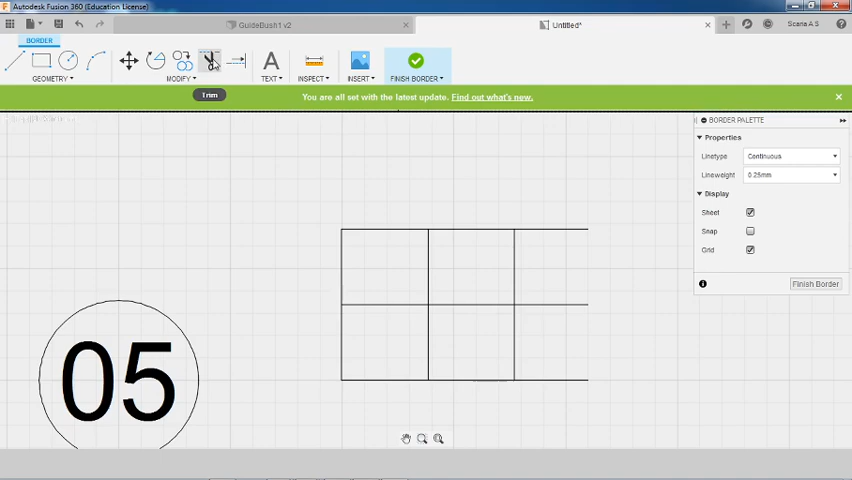 Autodesk Fusion 360 (Education License)
GuideBush1 v2
Untitled*
Scaria A S
BORDER
GEOMETRY
MODIFY
TEXT
INSPECT
INSERT
FINISH BORDER
Trim
You are all set with the latest update. Find out what's new.
BORDER PALETTE
Properties
Linetype Continuous
Lineweight 0.25mm
Display
Sheet
Snap
Grid
Finish Border
05